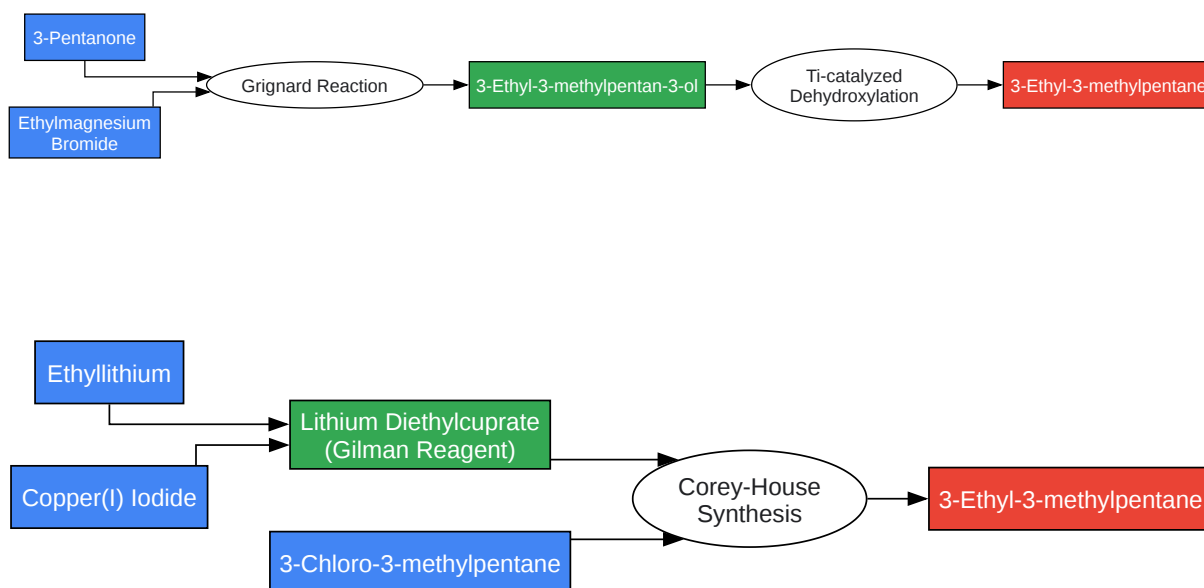 3-Pentanone
Ethylmagnesium
Bromide
Grignard Reaction
3-Ethyl-3-methylpentan-3-ol
Ti-catalyzed
Dehydroxylation
3-Ethyl-3-methylpentane
Ethyllithium
Copper(I) Iodide
Lithium Diethylcuprate
(Gilman Reagent)
3-Chloro-3-methylpentane
Corey-House
Synthesis
3-Ethyl-3-methylpentane